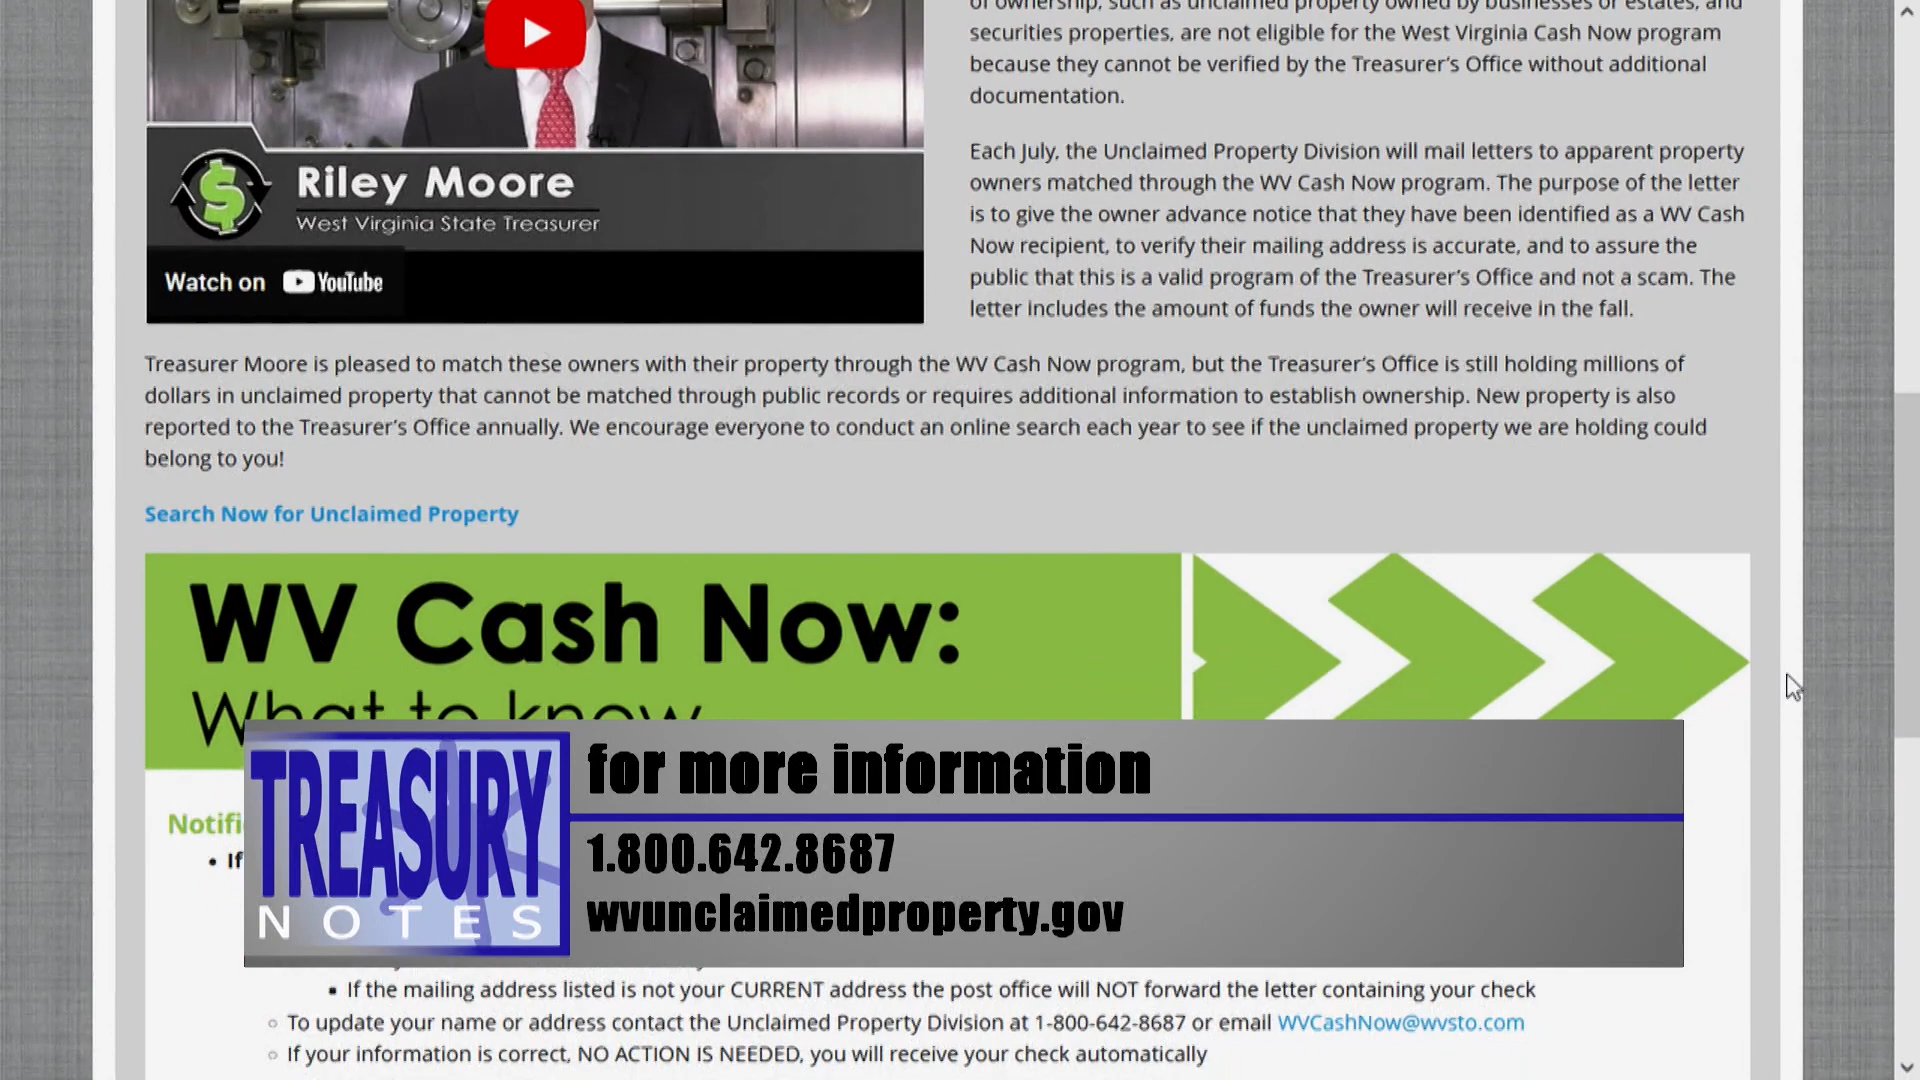 of ownership, such as unclaimed property owned by businesses or estates, and
securities properties, are not eligible for the West Virginia Cash Now program
because they cannot be verified by the Treasurer's Office without additional
documentation.
Each July, the Unclaimed Property Division will mail letters to apparent property
owners matched through the WV Cash Now program. The purpose of the letter
is to give the owner advance notice that they have been identified as a WV Cash
Now recipient, to verify their mailing address is accurate, and to assure the
public that this is a valid program of the Treasurer's Office and not a scam. The
letter includes the amount of funds the owner will receive in the fall.
$
Riley Moore
West Virginia State Treasurer
Watch on YouTube
Treasurer Moore is pleased to match these owners with their property through the WV Cash Now program, but the Treasurer's Office is still holding millions of
dollars in unclaimed property that cannot be matched through public records or requires additional information to establish ownership. New property is also
reported to the Treasurer's Office annually. We encourage everyone to conduct an online search each year to see if the unclaimed property we are holding could
belong to you!
Search Now for Unclaimed Property
WV Cash Now:
What to know
Notifi
• If
TREASURY
NOTES
for more information
1.800.642.8687
wvunclaimedproperty.gov
▪ If the mailing address listed is not your CURRENT address the post office will NOT forward the letter containing your check
○ To update your name or address contact the Unclaimed Property Division at 1-800-642-8687 or email WVCashNow@wvsto.com
○ If your information is correct, NO ACTION IS NEEDED, you will receive your check automatically